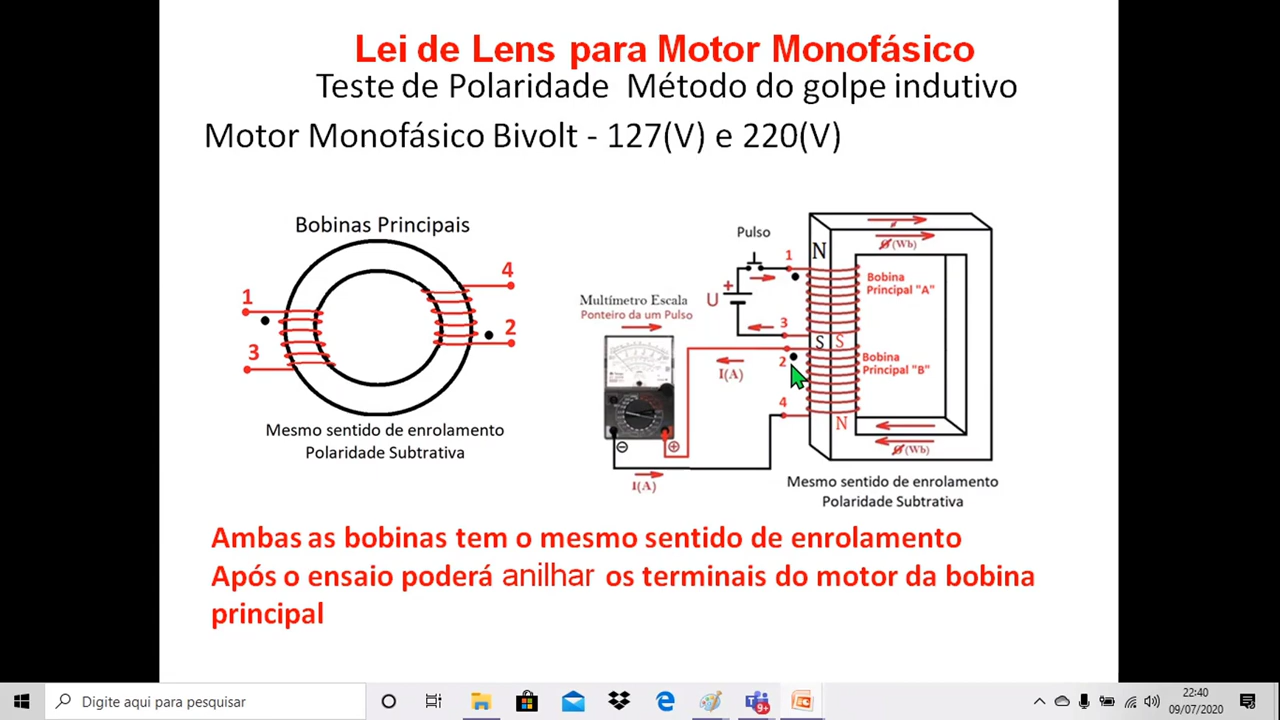 Lei de Lens para Motor Monofásico
Teste de Polaridade Método do golpe indutivo
Motor Monofásico Bivolt - 127(V) e 220(V)
Bobinas Principais
1
3
4
2
Mesmo sentido de enrolamento
Polaridade Subtrativa
Pulso
U
+
1
3
2
4
Multímetro Escala
Ponteiro da um Pulso
I(A)
I(A)
N
S
S
N
Ø(Wb)
Bobina
Principal "A"
Bobina
Principal "B"
Ø(Wb)
Mesmo sentido de enrolamento
Polaridade Subtrativa
Ambas as bobinas tem o mesmo sentido de enrolamento
Após o ensaio poderá anilhar os terminais do motor da bobina
principal
Digite aqui para pesquisar
9+
22:40
09/07/2020